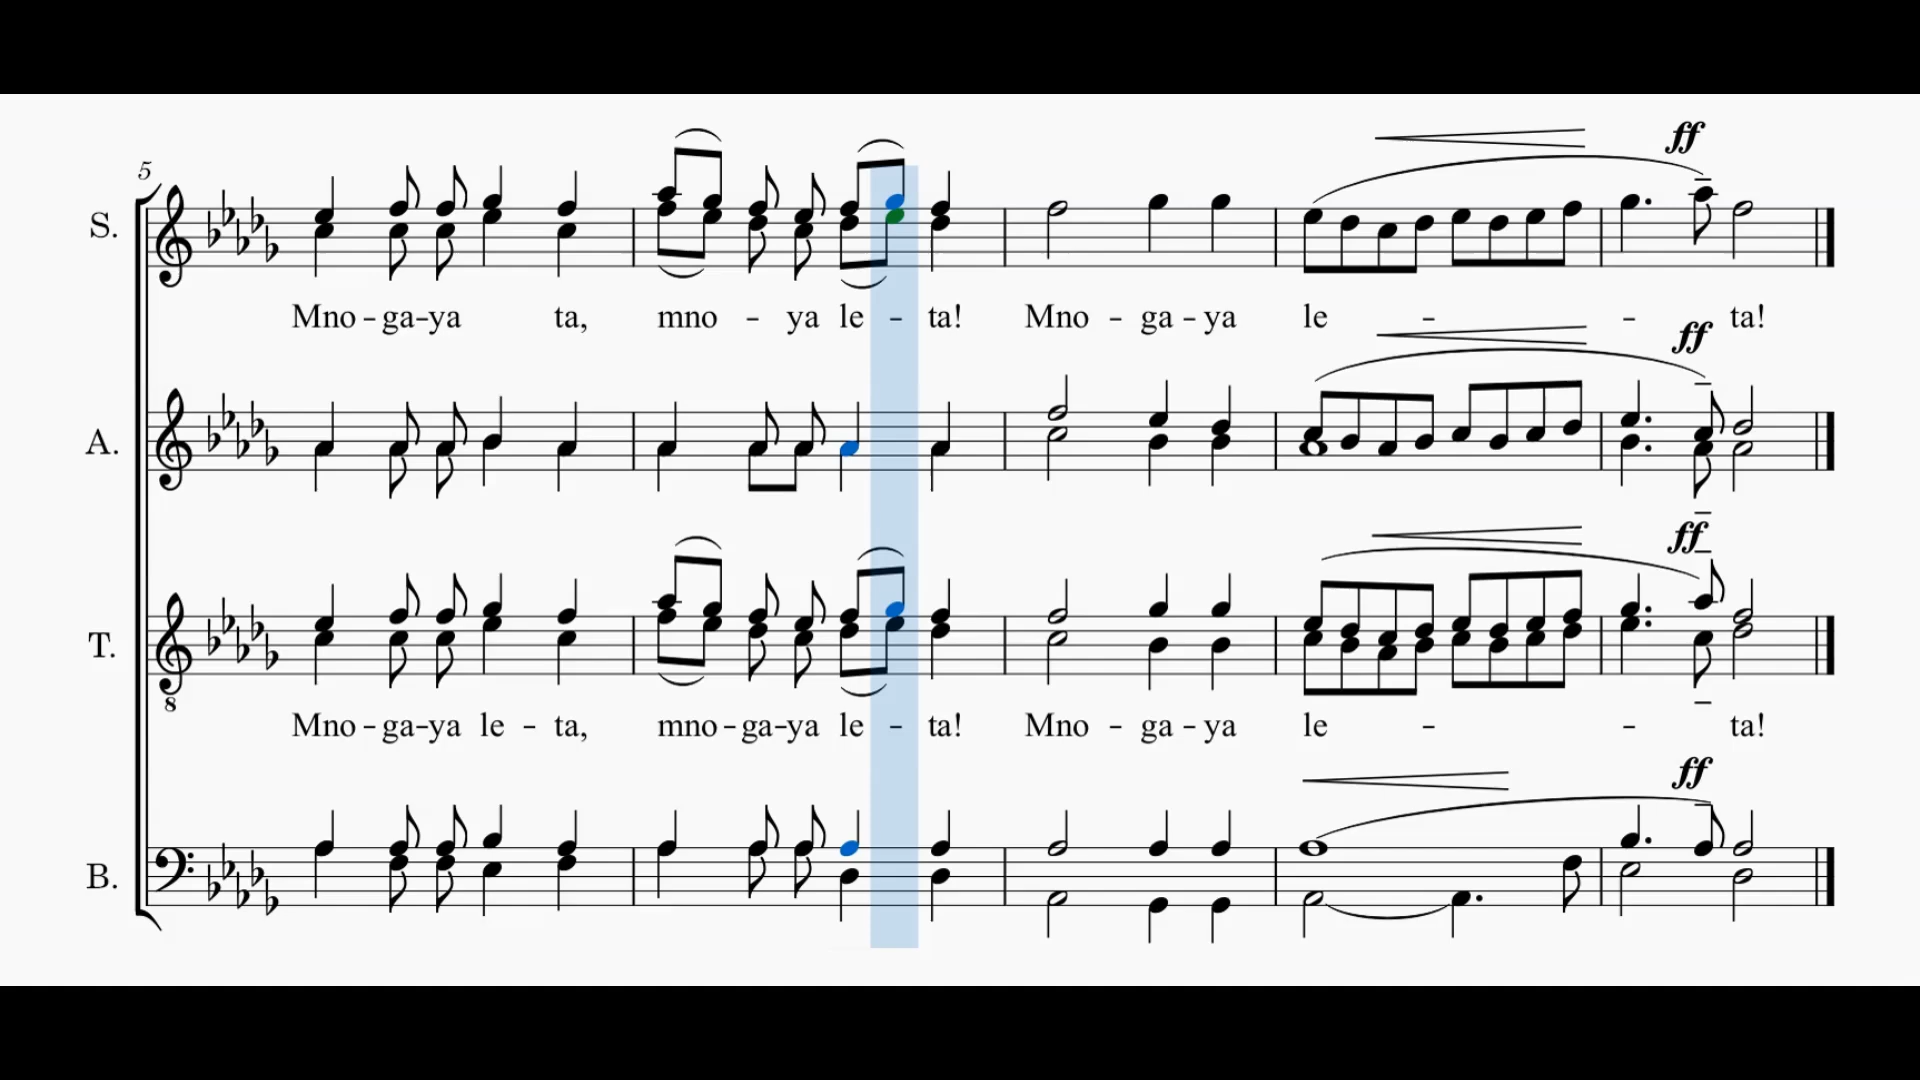 5
ff
S.
Mno - ga - ya ta, mno - ya le - ta! Mno - ga - ya le - - ta!
ff
A.
ff
T.
8
Mno - ga - ya le - ta, mno - ga - ya le - ta! Mno - ga - ya le - - ta!
ff
B.